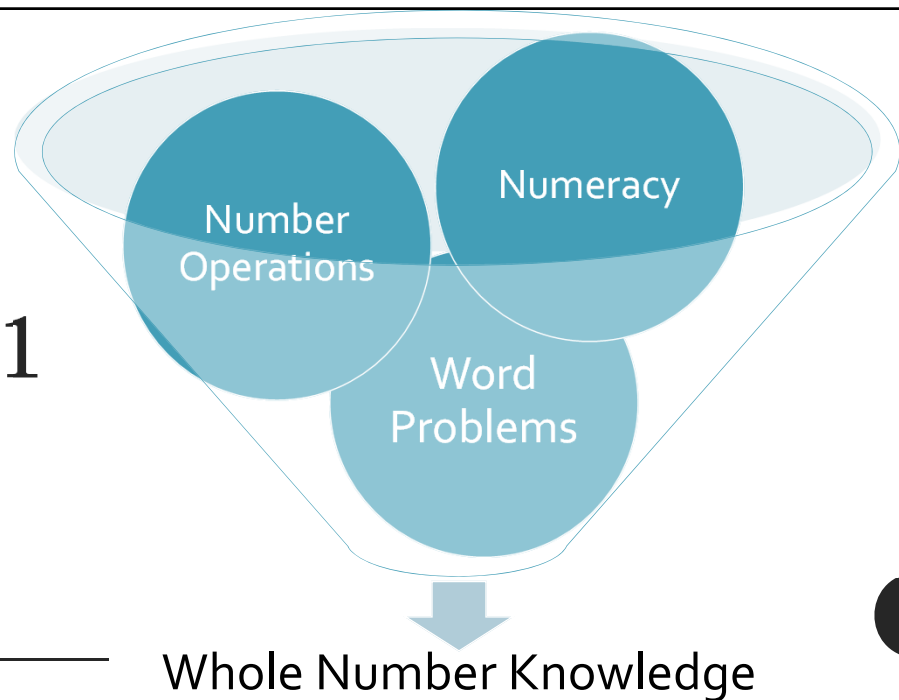 Numeracy
Number
Operations
1
Word
Problems
Whole Number Knowledge